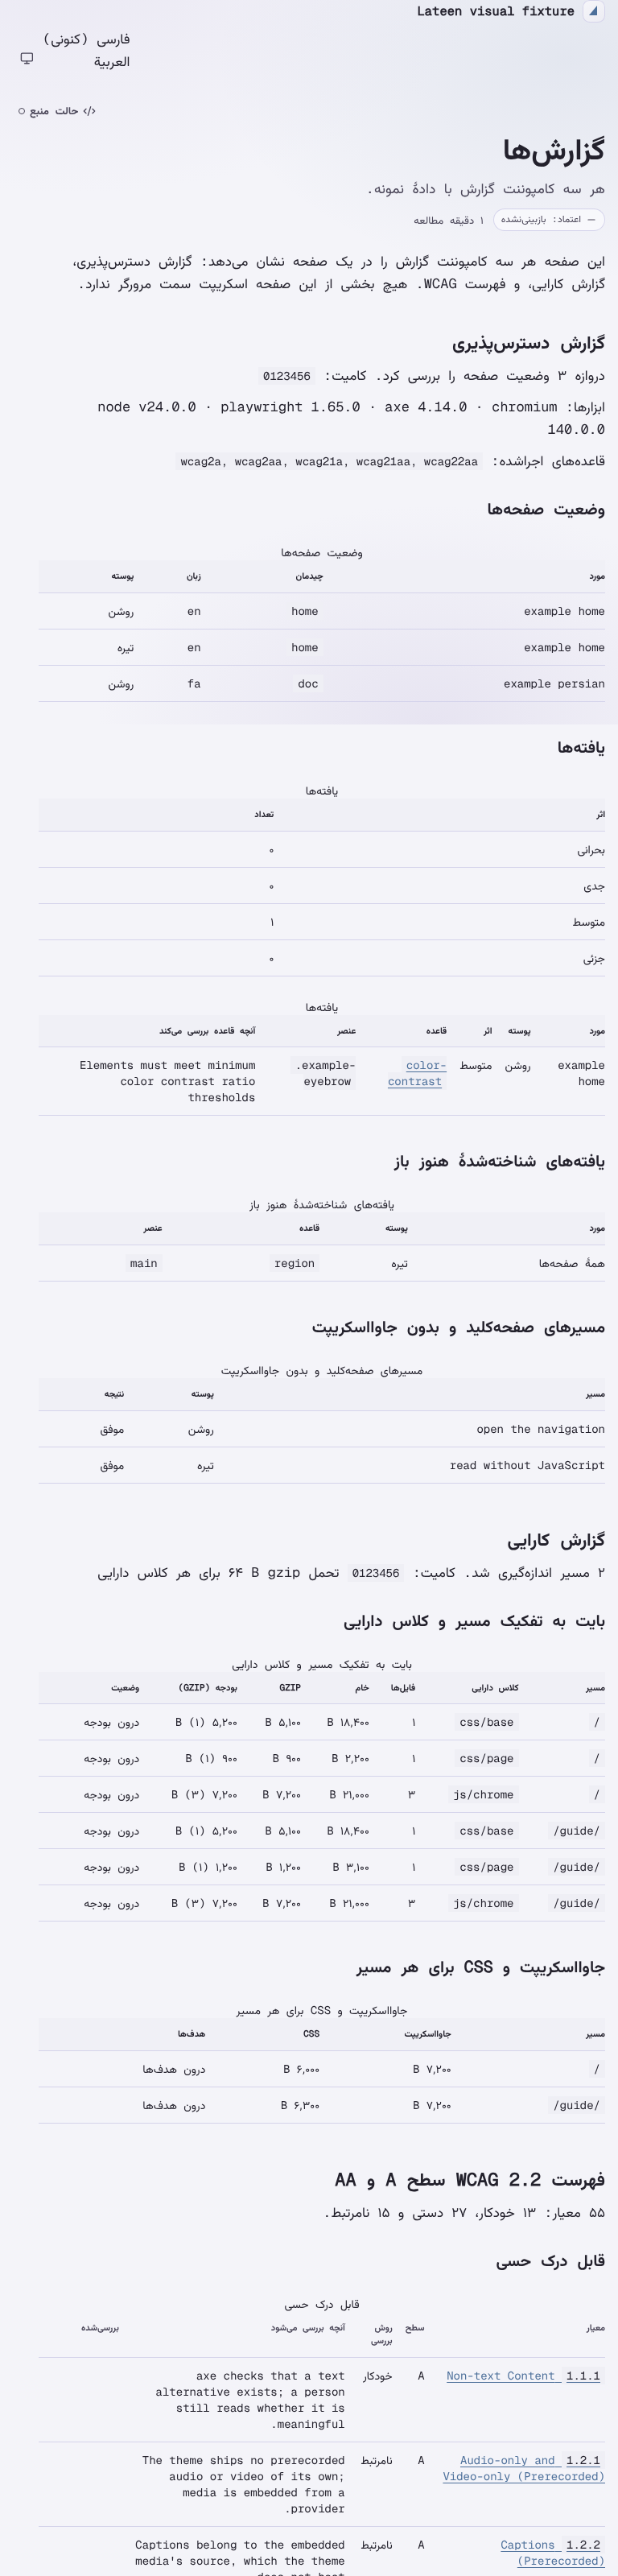 Lateen visual fixture
فارسی (کنونی)
العربية
حالت منبع
گزارش‌ها
هر سه کامپوننت گزارش با دادهٔ نمونه.
— اعتماد: بازبینی‌نشده ۱ دقیقه مطالعه
این صفحه هر سه کامپوننت گزارش را در یک صفحه نشان می‌دهد: گزارش دسترس‌پذیری،
گزارش کارایی، و فهرست WCAG. هیچ بخشی از این صفحه اسکریپت سمت مرورگر ندارد.
گزارش دسترس‌پذیری
دروازه ۳ وضعیت صفحه را بررسی کرد. کامیت: 0123456
ابزارها: node v24.0.0 · playwright 1.65.0 · axe 4.14.0 · chromium
140.0.0
قاعده‌های اجراشده: wcag2a, wcag2aa, wcag21a, wcag21aa, wcag22aa
وضعیت صفحه‌ها
وضعیت صفحه‌ها
مورد چیدمان زبان پوسته
example home home en روشن
example home home en تیره
example persian doc fa روشن
یافته‌ها
یافته‌ها
اثر تعداد
بحرانی ۰
جدی ۰
متوسط ۱
جزئی ۰
یافته‌ها
مورد پوسته اثر قاعده عنصر آنچه قاعده بررسی می‌کند
example home روشن متوسط color-contrast .example-eyebrow Elements must meet minimum
color contrast ratio
thresholds
یافته‌های شناخته‌شدهٔ هنوز باز
یافته‌های شناخته‌شدهٔ هنوز باز
مورد پوسته قاعده عنصر
همهٔ صفحه‌ها تیره region main
مسیرهای صفحه‌کلید و بدون جاوااسکریپت
مسیرهای صفحه‌کلید و بدون جاوااسکریپت
مسیر پوسته نتیجه
open the navigation روشن موفق
read without JavaScript تیره موفق
گزارش کارایی
۲ مسیر اندازه‌گیری شد. کامیت: 0123456 تحمل ۶۴ B gzip برای هر کلاس دارایی
بایت به تفکیک مسیر و کلاس دارایی
بایت به تفکیک مسیر و کلاس دارایی
مسیر کلاس دارایی فایل‌ها خام GZIP بودجه (GZIP) وضعیت
/ css/base ۱ ۱۸٬۴۰۰ B ۵٬۱۰۰ B ۵٬۲۰۰ B (۱) درون بودجه
/ css/page ۱ ۲٬۲۰۰ B ۹۰۰ B ۹۰۰ B (۱) درون بودجه
/ js/chrome ۳ ۲۱٬۰۰۰ B ۷٬۲۰۰ B ۷٬۲۰۰ B (۳) درون بودجه
/guide/ css/base ۱ ۱۸٬۴۰۰ B ۵٬۱۰۰ B ۵٬۲۰۰ B (۱) درون بودجه
/guide/ css/page ۱ ۳٬۱۰۰ B ۱٬۲۰۰ B ۱٬۲۰۰ B (۱) درون بودجه
/guide/ js/chrome ۳ ۲۱٬۰۰۰ B ۷٬۲۰۰ B ۷٬۲۰۰ B (۳) درون بودجه
جاوااسکریپت و CSS برای هر مسیر
جاوااسکریپت و CSS برای هر مسیر
مسیر جاوااسکریپت CSS هدف‌ها
/ ۷٬۲۰۰ B ۶٬۰۰۰ B درون هدف‌ها
/guide/ ۷٬۲۰۰ B ۶٬۳۰۰ B درون هدف‌ها
فهرست WCAG 2.2 سطح A و AA
۵۵ معیار: ۱۳ خودکار، ۲۷ دستی و ۱۵ نامرتبط.
قابل درک حسی
قابل درک حسی
معیار سطح روش بررسی آنچه بررسی می‌شود بررسی‌شده
1.1.1 Non-text Content A خودکار axe checks that a text
alternative exists; a person
still reads whether it is
meaningful.
1.2.1 Audio-only and Video-only (Prerecorded) A نامرتبط The theme ships no prerecorded
audio or video of its own;
media is embedded from a
provider.
1.2.2 Captions (Prerecorded) A نامرتبط Captions belong to the embedded
media's source, which the theme